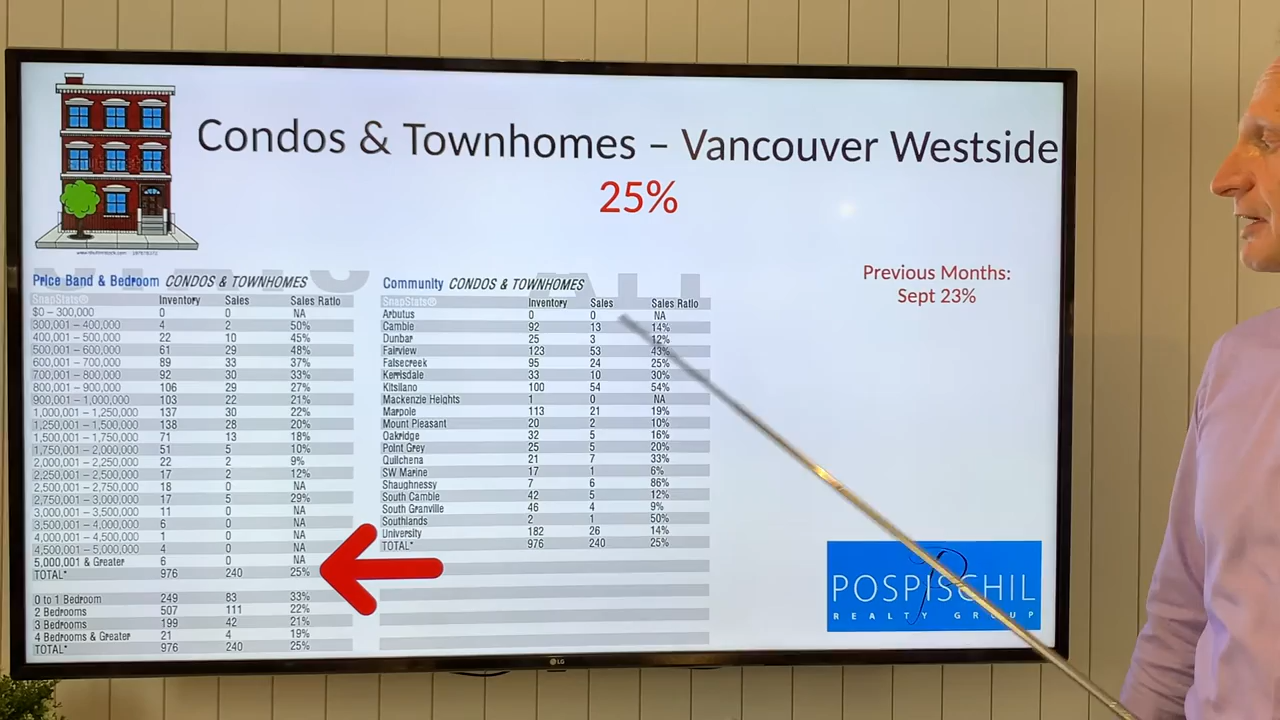 Condos & Townhomes – Vancouver Westside
25%
Previous Months:
Sept 23%
Price Band & Bedroom CONDOS & TOWNHOMES
SnapStats® Inventory Sales Sales Ratio
$0 – 300,000 0 0 NA
300,001 – 400,000 4 2 50%
400,001 – 500,000 22 10 45%
500,001 – 600,000 61 29 48%
600,001 – 700,000 89 33 37%
700,001 – 800,000 92 30 33%
800,001 – 900,000 106 29 27%
900,001 – 1,000,000 103 22 21%
1,000,001 – 1,250,000 137 30 22%
1,250,001 – 1,500,000 138 28 20%
1,500,001 – 1,750,000 71 13 18%
1,750,001 – 2,000,000 51 5 10%
2,000,001 – 2,250,000 22 2 9%
2,250,001 – 2,500,000 17 2 12%
2,500,001 – 2,750,000 18 0 NA
2,750,001 – 3,000,000 17 5 29%
3,000,001 – 3,500,000 11 0 NA
3,500,001 – 4,000,000 6 0 NA
4,000,001 – 4,500,000 1 0 NA
4,500,001 – 5,000,000 4 0 NA
5,000,001 & Greater 6 0 NA
TOTAL* 976 240 25%
0 to 1 Bedroom 249 83 33%
2 Bedrooms 507 111 22%
3 Bedrooms 199 42 21%
4 Bedrooms & Greater 21 4 19%
TOTAL* 976 240 25%
Community CONDOS & TOWNHOMES
SnapStats® Inventory Sales Sales Ratio
Arbutus 0 0 NA
Cambie 92 13 14%
Dunbar 25 3 12%
Fairview 123 53 43%
Falsecreek 95 24 25%
Kerrisdale 33 10 30%
Kitsilano 100 54 54%
Mackenzie Heights 1 0 NA
Marpole 113 21 19%
Mount Pleasant 20 2 10%
Oakridge 32 5 16%
Point Grey 25 5 20%
Quilchena 21 7 33%
SW Marine 17 1 6%
Shaughnessy 7 6 86%
South Cambie 42 5 12%
South Granville 46 4 9%
Southlands 2 1 50%
University 182 26 14%
TOTAL* 976 240 25%
POSPISCHIL
REALTY GROUP
LG